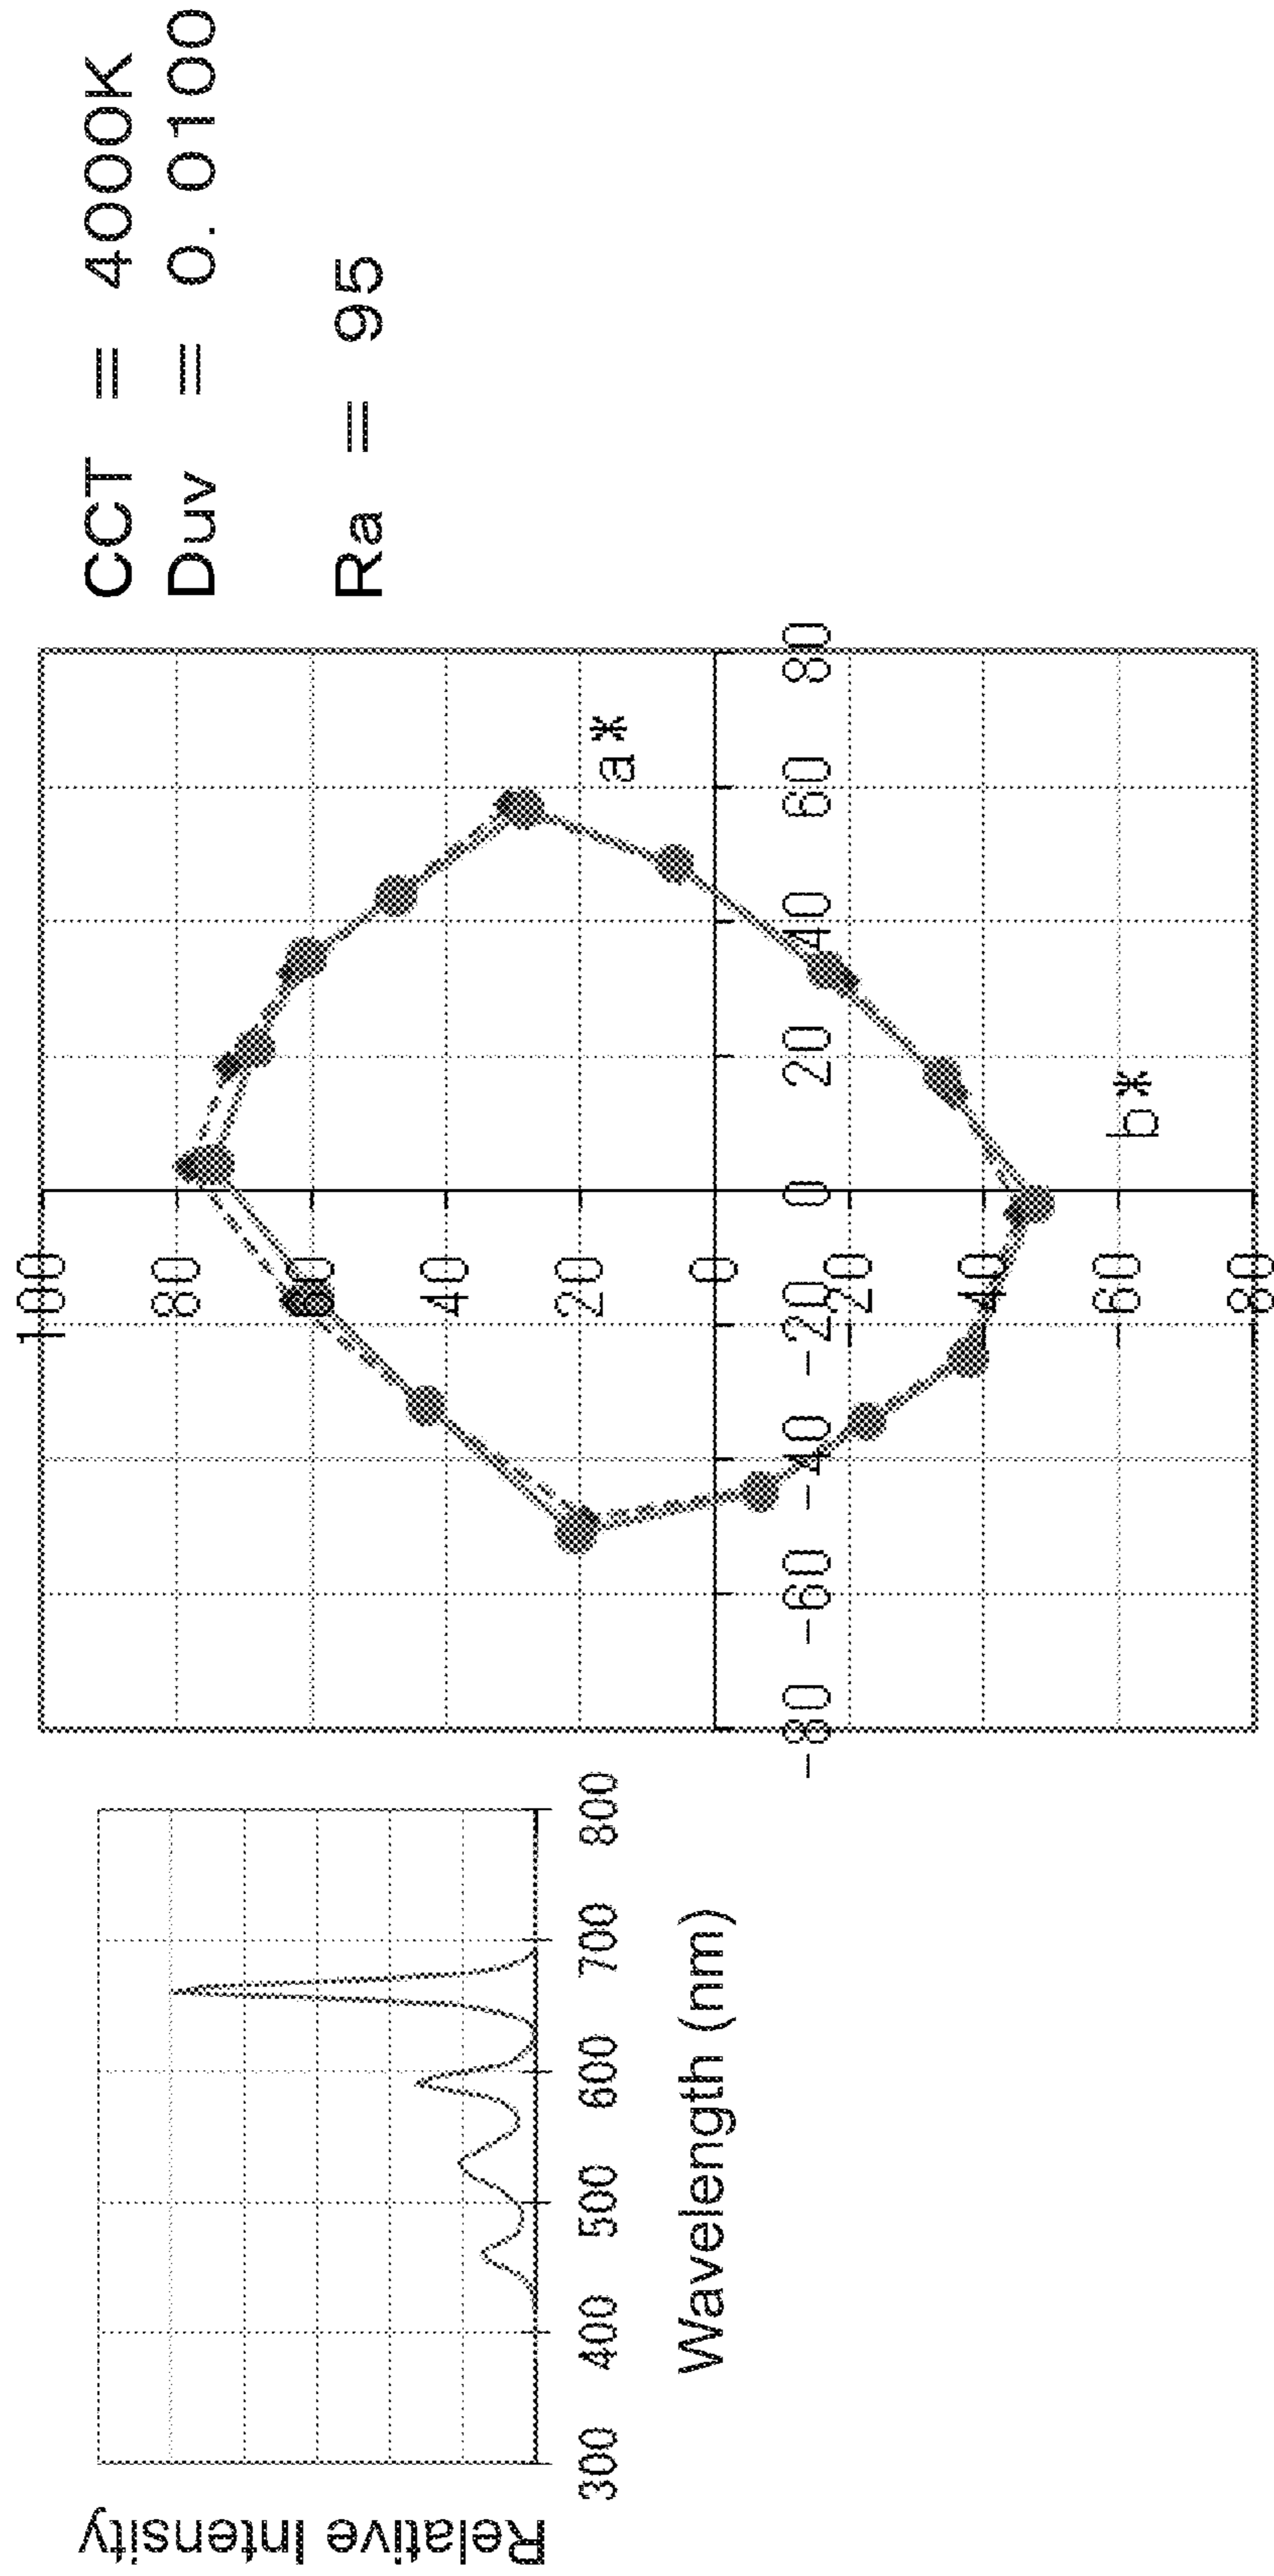 Relative Intensity
300 400 500 600 700 800
Wavelength (nm)
100
80
60
40
20
0
-20
-40
-60
-80
-80 -60 -40 -20 0 20 40 60 80
a*
b*
CCT = 4000K
Duv = 0.0100
Ra = 95